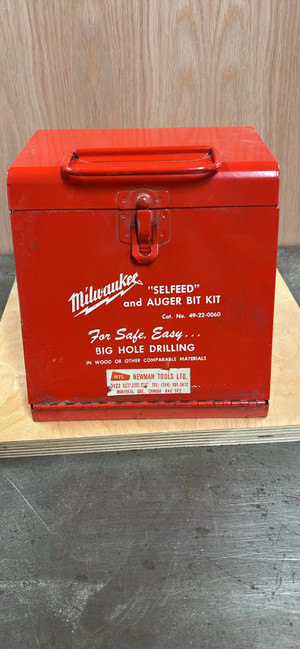 Milwaukee
"SELFEED"
and AUGER BIT KIT
Cat. No. 49-22-0060
For Safe, Easy...
BIG HOLE DRILLING
IN WOOD OR OTHER COMPARABLE MATERIALS
NTL NEWMAN TOOLS LTD.
MONTREAL, QUE. CANADA